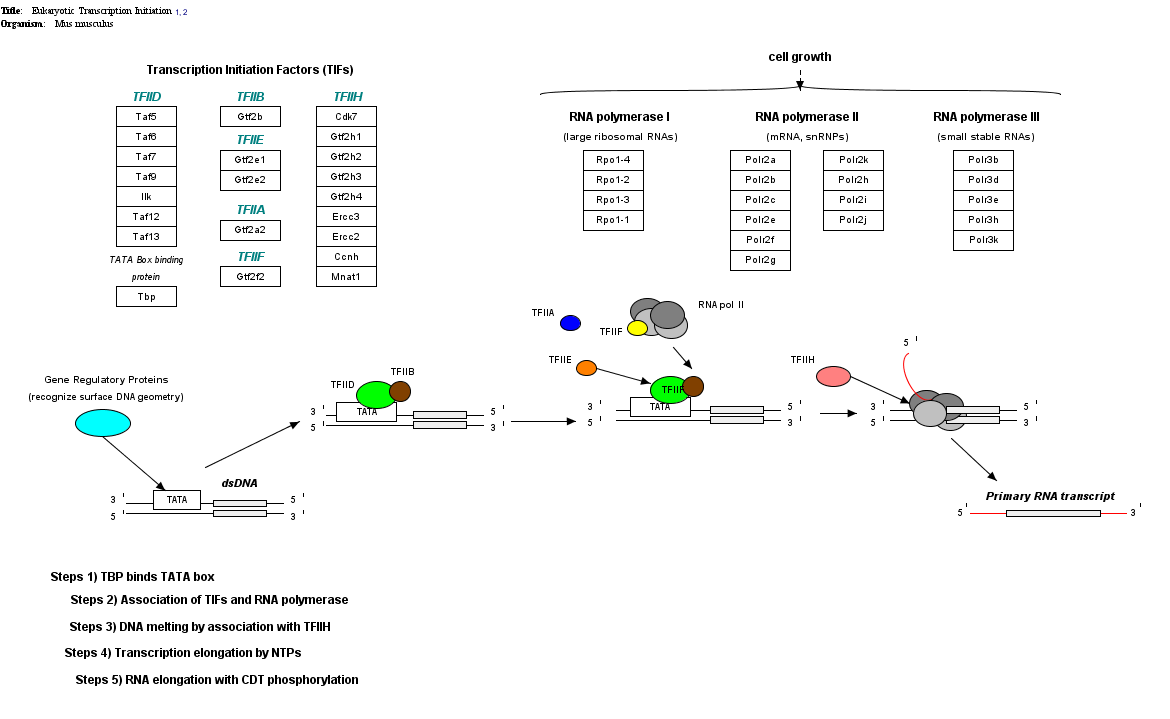 Title: Eukaryotic Transcription Initiation 1, 2
Organism: Mus musculus
Transcription Initiation Factors (TIFs)
TFIID
Taf5
Taf6
Taf7
Taf9
Ilk
Taf12
Taf13
TATA Box binding
protein
Tbp
TFIIB
Gtf2b
TFIIE
Gtf2e1
Gtf2e2
TFIIA
Gtf2a2
TFIIF
Gtf2f2
TFIIH
Cdk7
Gtf2h1
Gtf2h2
Gtf2h3
Gtf2h4
Ercc3
Ercc2
Ccnh
Mnat1
cell growth
RNA polymerase I
(large ribosomal RNAs)
Rpo1-4
Rpo1-2
Rpo1-3
Rpo1-1
RNA polymerase II
(mRNA, snRNPs)
Polr2a
Polr2b
Polr2c
Polr2e
Polr2f
Polr2g
Polr2k
Polr2h
Polr2i
Polr2j
RNA polymerase III
(small stable RNAs)
Polr3b
Polr3d
Polr3e
Polr3h
Polr3k
Gene Regulatory Proteins
(recognize surface DNA geometry)
dsDNA
3 ' TATA 5 '
5 ' 3 '
TFIIB
TFIID
3 ' TATA 5 '
5 ' 3 '
TFIIA
RNA pol II
TFIIF
TFIIE
TFIIF
3 ' TATA 5 '
5 ' 3 '
TFIIH
5 '
3 ' 5 '
5 ' 3 '
Primary RNA transcript
5 ' 3 '
Steps 1) TBP binds TATA box
Steps 2) Association of TIFs and RNA polymerase
Steps 3) DNA melting by association with TFIIH
Steps 4) Transcription elongation by NTPs
Steps 5) RNA elongation with CDT phosphorylation